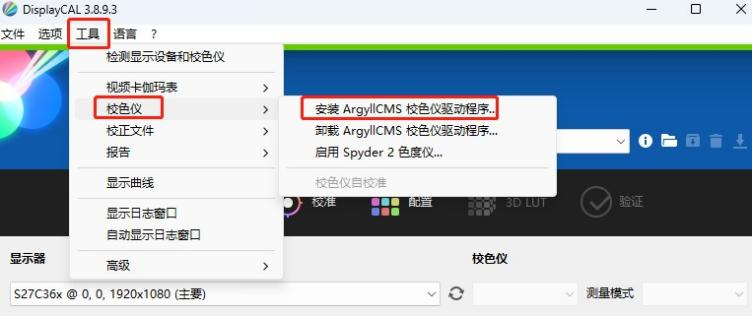 DisplayCAL 3.8.9.3
文件 选项 工具 语言 ?
检测显示设备和校色仪
视频卡伽玛表
校色仪
校正文件
报告
显示曲线
显示日志窗口
自动显示日志窗口
高级
安装 ArgyllCMS 校色仪驱动程序...
卸载 ArgyllCMS 校色仪驱动程序...
启用 Spyder 2 色度仪...
校色仪自校准
校准 配置 3D LUT 验证
显示器 校色仪
S27C36x @ 0, 0, 1920x1080 (主要) 测量模式